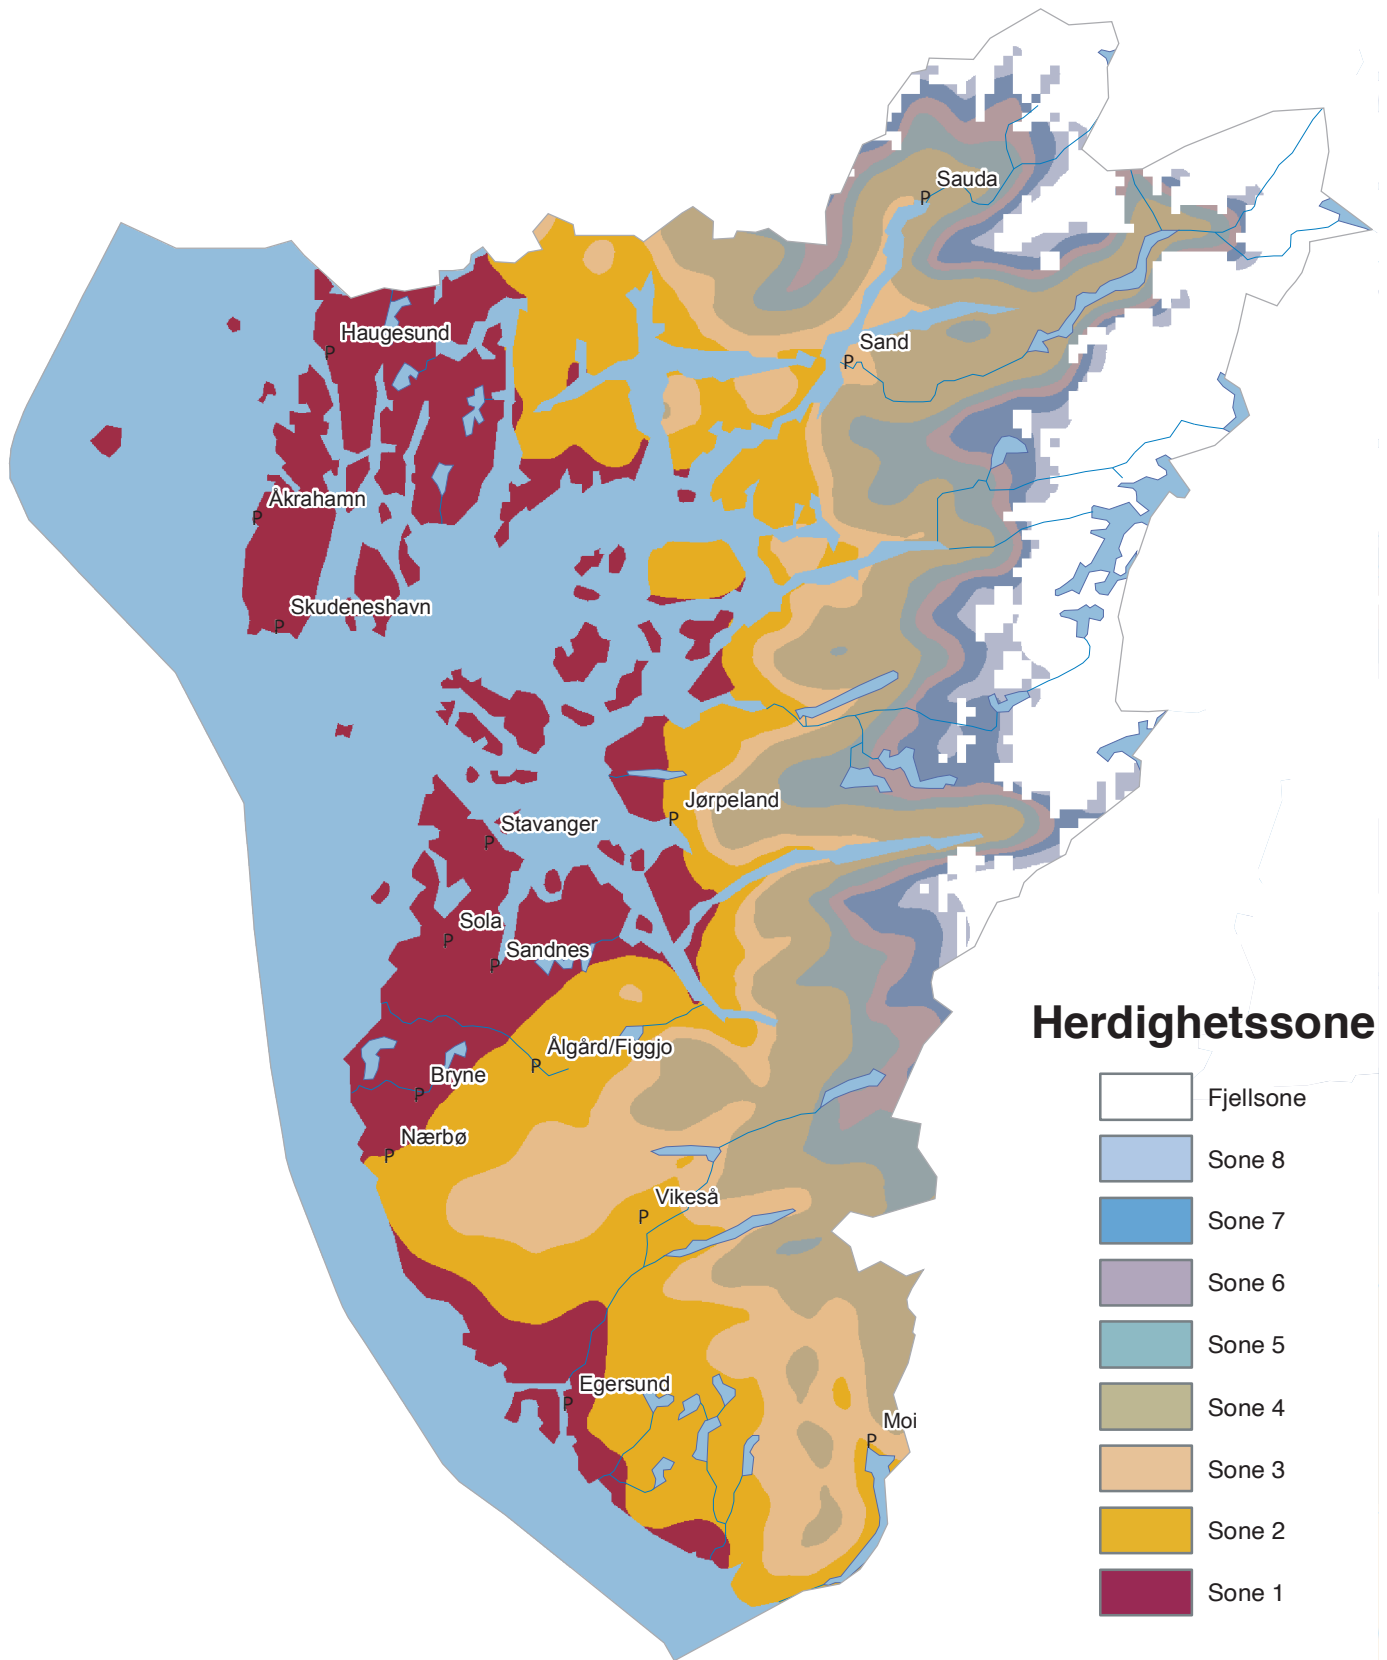 Sauda
P
Haugesund
P
Sand
P
Åkrahamn
P
Skudeneshavn
P
Jørpeland
P
Stavanger
P
Sola
P
Sandnes
P
Ålgård/Figgjo
P
Bryne
P
Nærbø
P
Vikeså
P
Egersund
P
Moi
P
Herdighetssone
Fjellsone
Sone 8
Sone 7
Sone 6
Sone 5
Sone 4
Sone 3
Sone 2
Sone 1